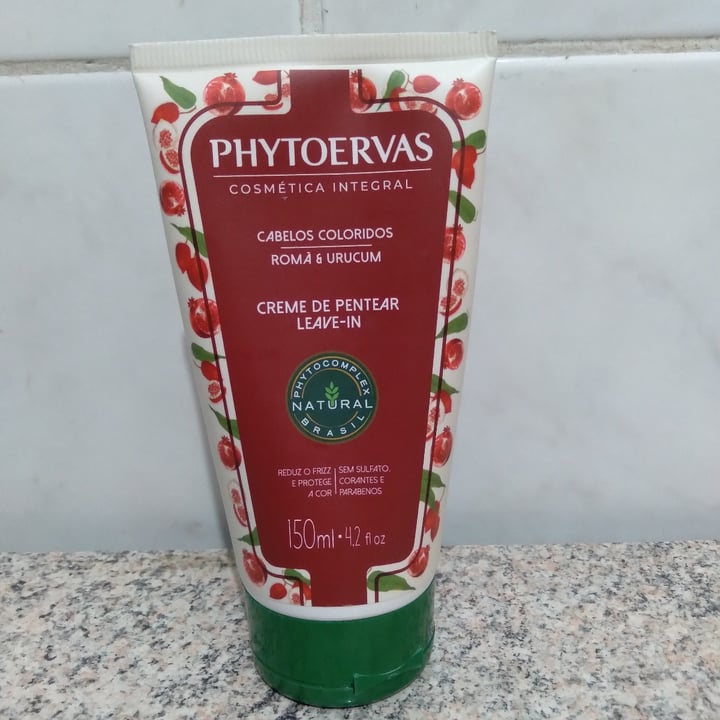 PHYTOERVAS
COSMÉTICA INTEGRAL
CABELOS COLORIDOS
ROMÃ & URUCUM
CREME DE PENTEAR
LEAVE-IN
PHYTOCOMPLEX
NATURAL
BRASIL
REDUZ O FRIZZ
E PROTEGE
A COR
SEM SULFATO,
CORANTES E
PARABENOS
150ml • 4.2 fl oz